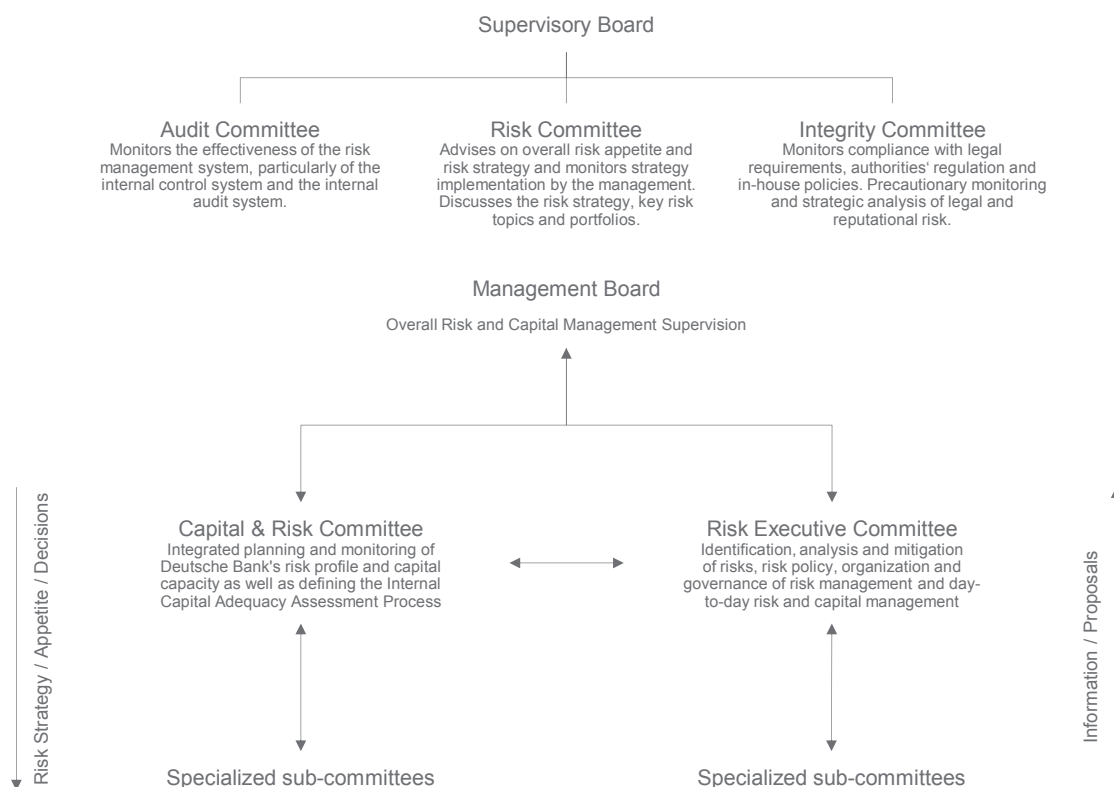 Supervisory Board
Audit Committee
Monitors the effectiveness of the risk
management system, particularly of the
internal control system and the internal
audit system.
Risk Committee
Advises on overall risk appetite and
risk strategy and monitors strategy
implementation by the management.
Discusses the risk strategy, key risk
topics and portfolios.
Integrity Committee
Monitors compliance with legal
requirements, authorities‘ regulation and
in-house policies. Precautionary monitoring
and strategic analysis of legal and
reputational risk.
Management Board
Overall Risk and Capital Management Supervision
Risk Strategy / Appetite / Decisions
Capital & Risk Committee
Integrated planning and monitoring of
Deutsche Bank's risk profile and capital
capacity as well as defining the Internal
Capital Adequacy Assessment Process
Risk Executive Committee
Identification, analysis and mitigation
of risks, risk policy, organization and
governance of risk management and day-
to-day risk and capital management
Information / Proposals
Specialized sub-committees
Specialized sub-committees